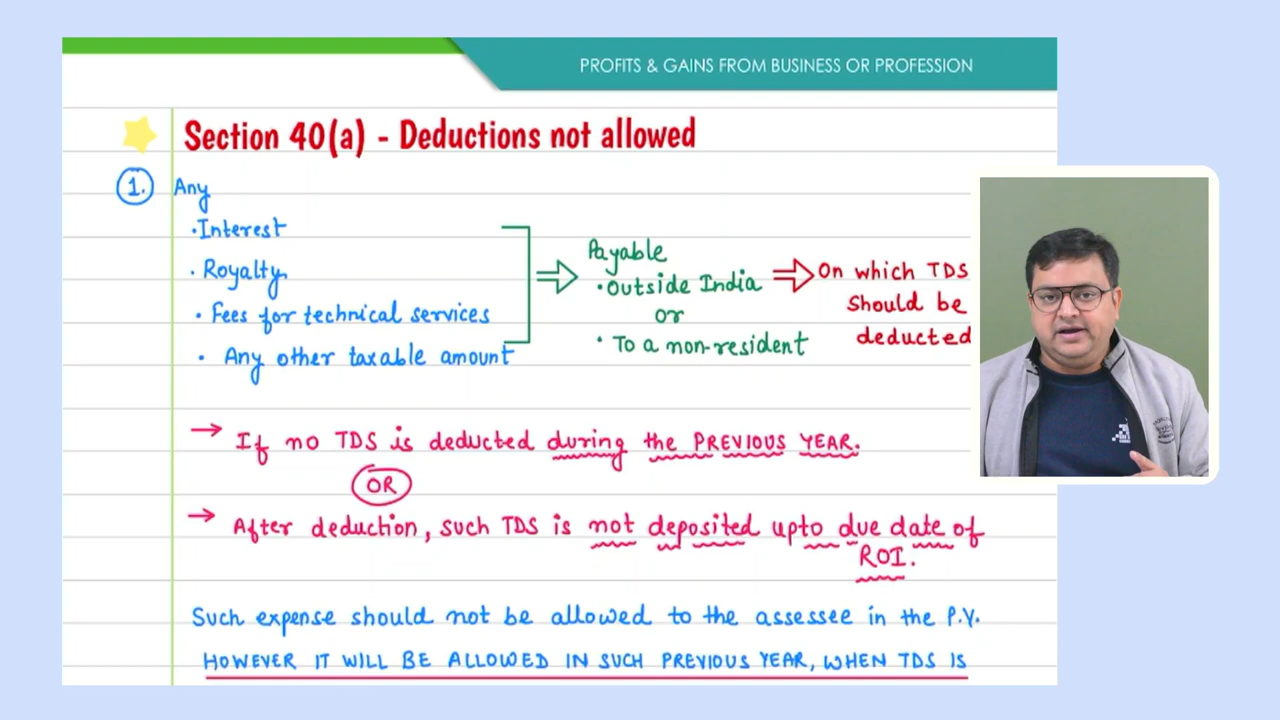 PROFITS & GAINS FROM BUSINESS OR PROFESSION
Section 40(a) - Deductions not allowed
1. Any
• Interest
• Royalty
• Fees for technical services
• Any other taxable amount
Payable
• Outside India
or
• To a non-resident
On which TDS
should be
deducted
→ If no TDS is deducted during the PREVIOUS YEAR.
OR
→ After deduction, such TDS is not deposited upto due date of
ROI.
Such expense should not be allowed to the assessee in the P.Y.
HOWEVER IT WILL BE ALLOWED IN SUCH PREVIOUS YEAR, WHEN TDS IS